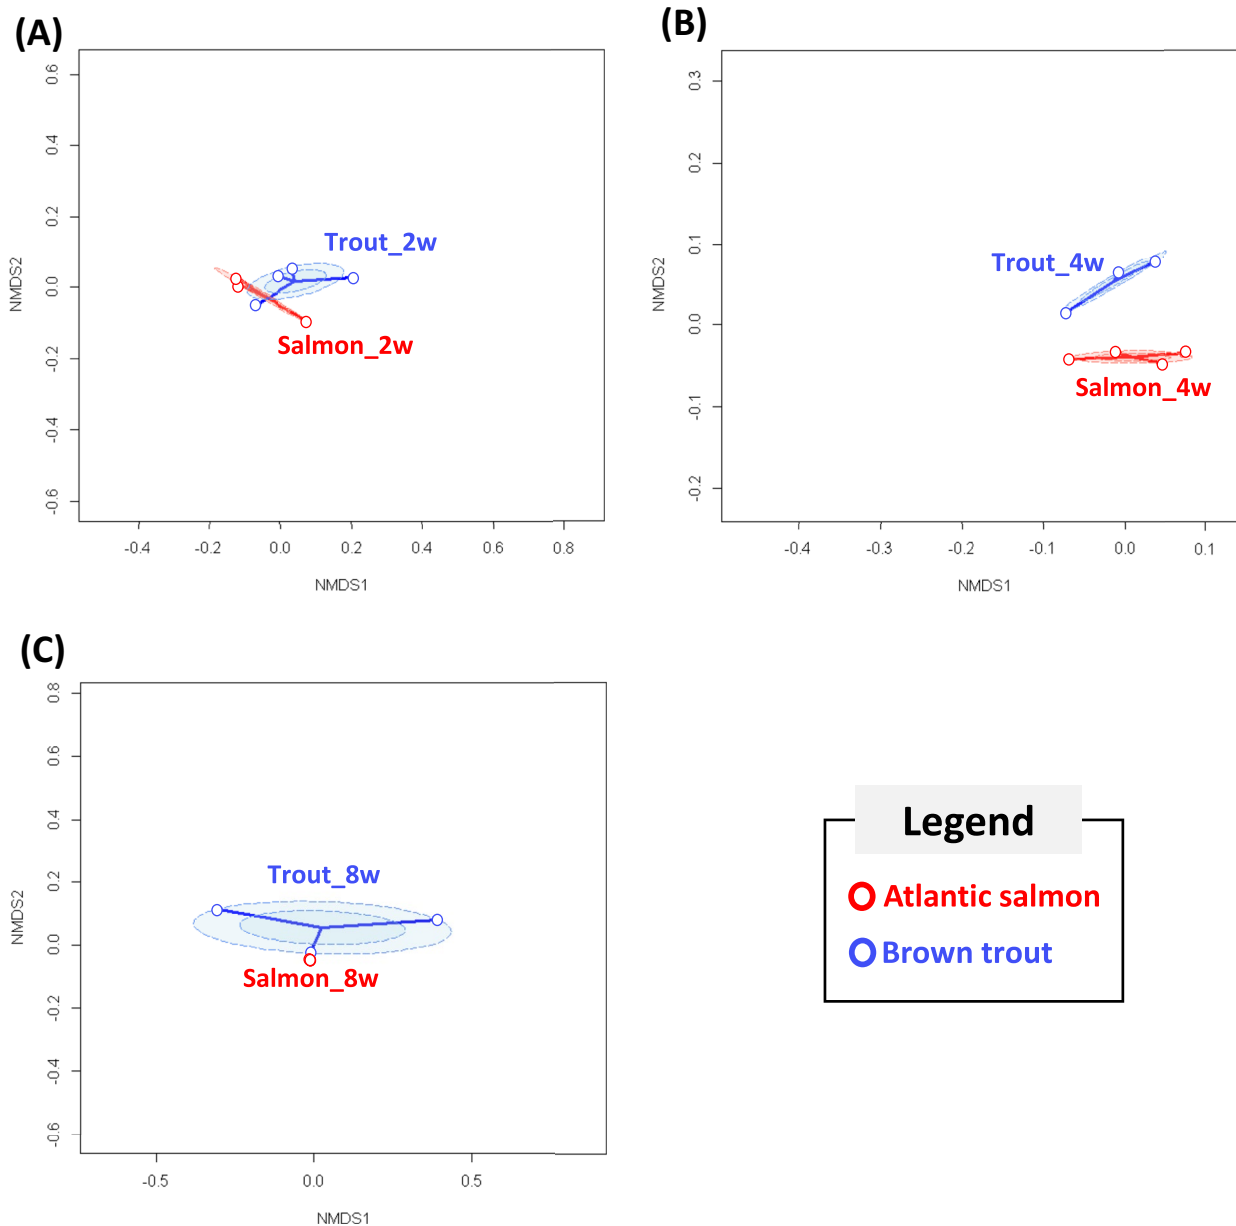 (A)
0.6
0.4
0.2
0.0
-0.2
-0.4
-0.6
NMDS2
Trout_2w
Salmon_2w
-0.4 -0.2 0.0 0.2 0.4 0.6 0.8
NMDS1
(B)
0.3
0.2
0.1
0.0
-0.1
-0.2
NMDS2
Trout_4w
Salmon_4w
-0.4 -0.3 -0.2 -0.1 0.0 0.1
NMDS1
(C)
0.8
0.6
0.4
0.2
0.0
-0.2
-0.4
-0.6
NMDS2
Trout_8w
Salmon_8w
-0.5 0.0 0.5
NMDS1
Legend
Atlantic salmon
Brown trout